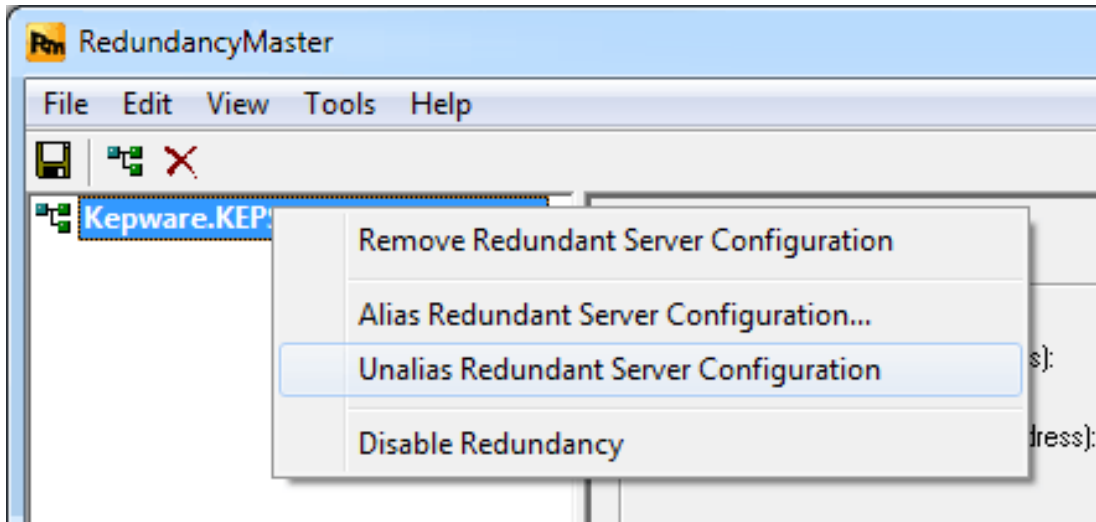 Rm RedundancyMaster
File Edit View Tools Help
Kepware.KEPS
Remove Redundant Server Configuration
Alias Redundant Server Configuration...
Unalias Redundant Server Configuration
s):
Disable Redundancy
dress):